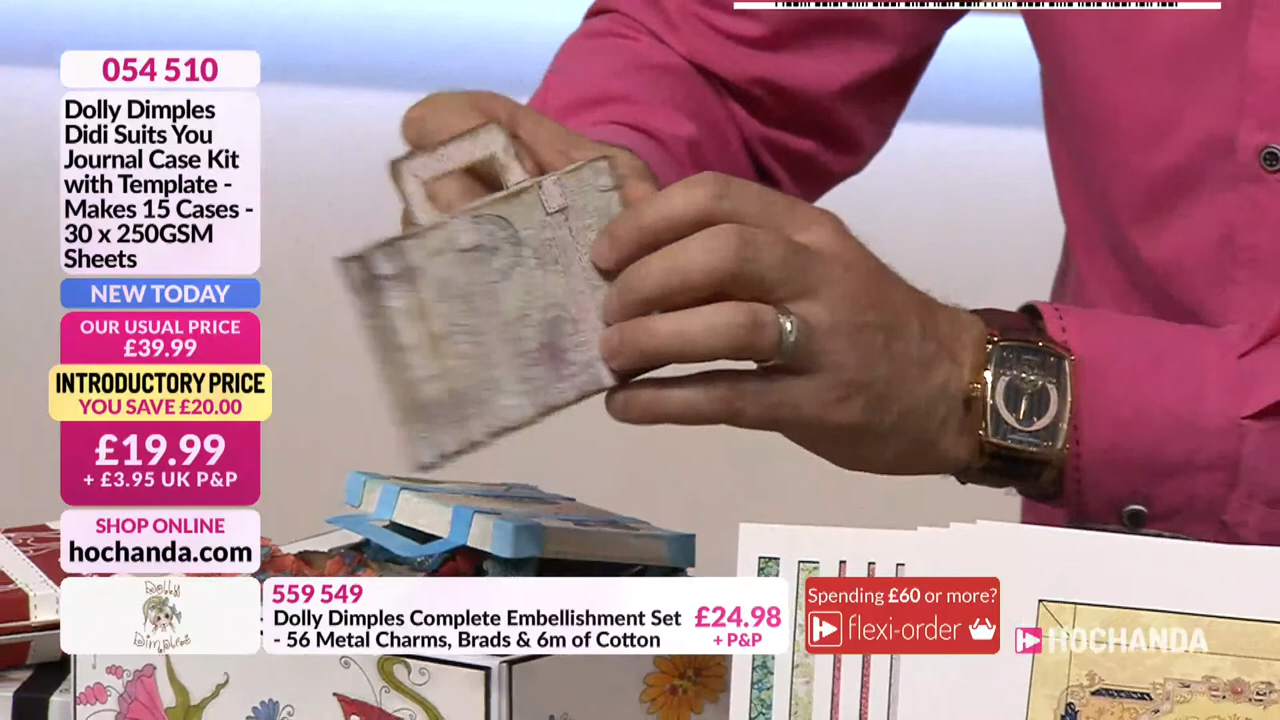 054 510
Dolly Dimples
Didi Suits You
Journal Case Kit
with Template -
Makes 15 Cases -
30 x 250GSM
Sheets
NEW TODAY
OUR USUAL PRICE
£39.99
INTRODUCTORY PRICE
YOU SAVE £20.00
£19.99
+ £3.95 UK P&P
SHOP ONLINE
hochanda.com
Dolly
Dimples
559 549
Dolly Dimples Complete Embellishment Set
- 56 Metal Charms, Brads & 6m of Cotton
£24.98
+ P&P
Spending £60 or more?
flexi-order
HOCHANDA